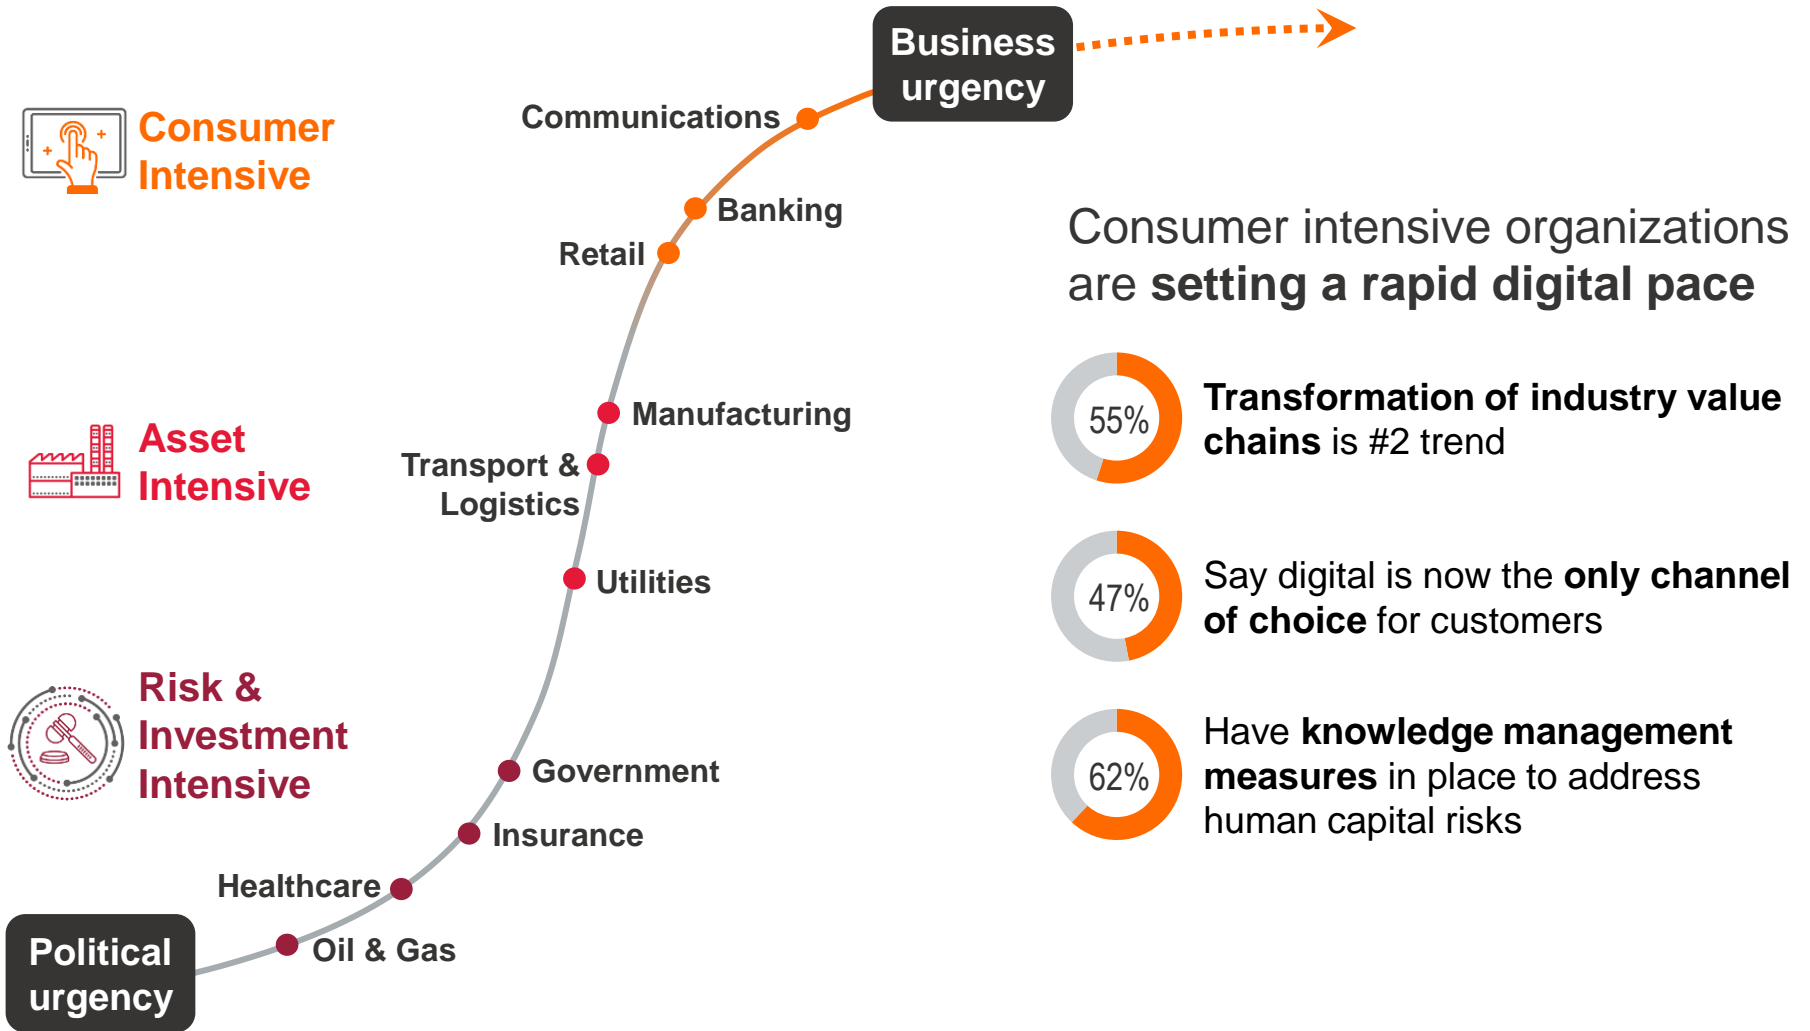 Business
urgency
Communications
Consumer
Intensive
Banking
Retail
Consumer intensive organizations
are setting a rapid digital pace
55%
Transformation of industry value
chains is #2 trend
Manufacturing
Asset
Intensive
Transport &
Logistics
Utilities
47%
Say digital is now the only channel
of choice for customers
Risk &
Investment
Intensive
Government
62%
Have knowledge management
measures in place to address
human capital risks
Insurance
Healthcare
Oil & Gas
Political
urgency